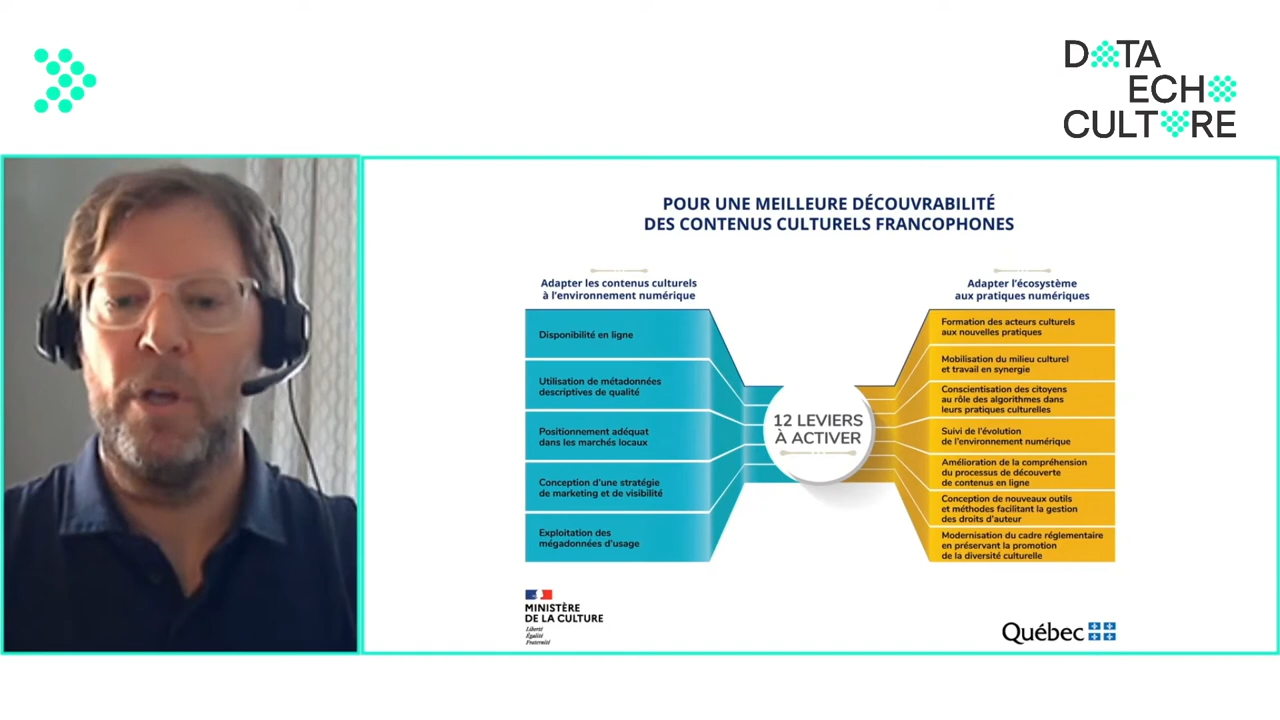 DATA
ECHO
CULTURE
POUR UNE MEILLEURE DÉCOUVRABILITÉ
DES CONTENUS CULTURELS FRANCOPHONES
Adapter les contenus culturels
à l'environnement numérique
Disponibilité en ligne
Utilisation de métadonnées
descriptives de qualité
Positionnement adéquat
dans les marchés locaux
Conception d'une stratégie
de marketing et de visibilité
Exploitation des
mégadonnées d'usage
12 LEVIERS
À ACTIVER
Adapter l'écosystème
aux pratiques numériques
Formation des acteurs culturels
aux nouvelles pratiques
Mobilisation du milieu culturel
et travail en synergie
Conscientisation des citoyens
au rôle des algorithmes dans
leurs pratiques culturelles
Suivi de l'évolution
de l'environnement numérique
Amélioration de la compréhension
du processus de découverte
de contenus en ligne
Conception de nouveaux outils
et méthodes facilitant la gestion
des droits d'auteur
Modernisation du cadre réglementaire
en préservant la promotion
de la diversité culturelle
MINISTÈRE
DE LA CULTURE
Liberté
Égalité
Fraternité
Québec